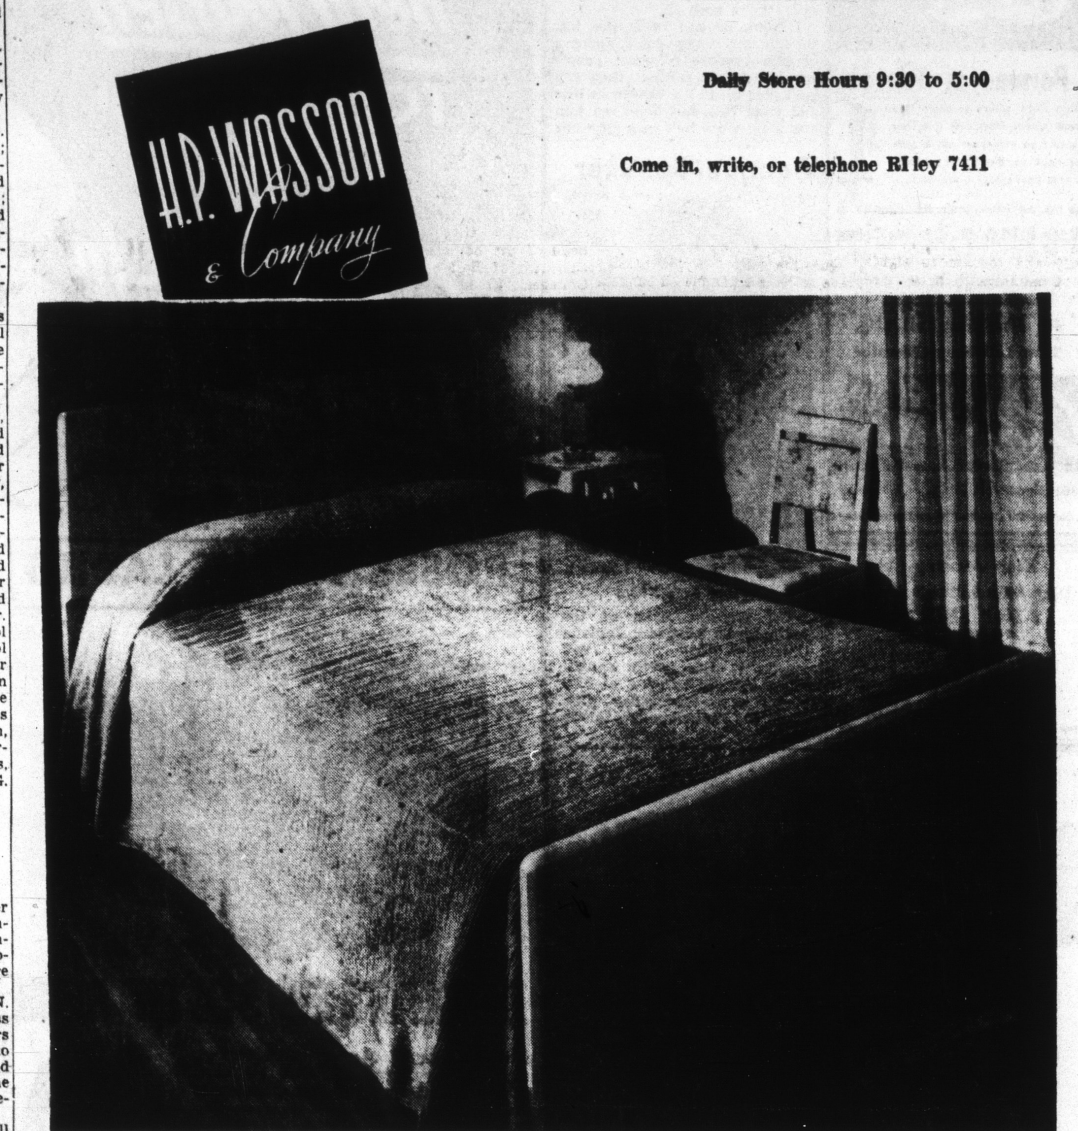 H.P. WASSON
& Company
Daily Store Hours 9:30 to 5:00
Come in, write, or telephone RIley 7411